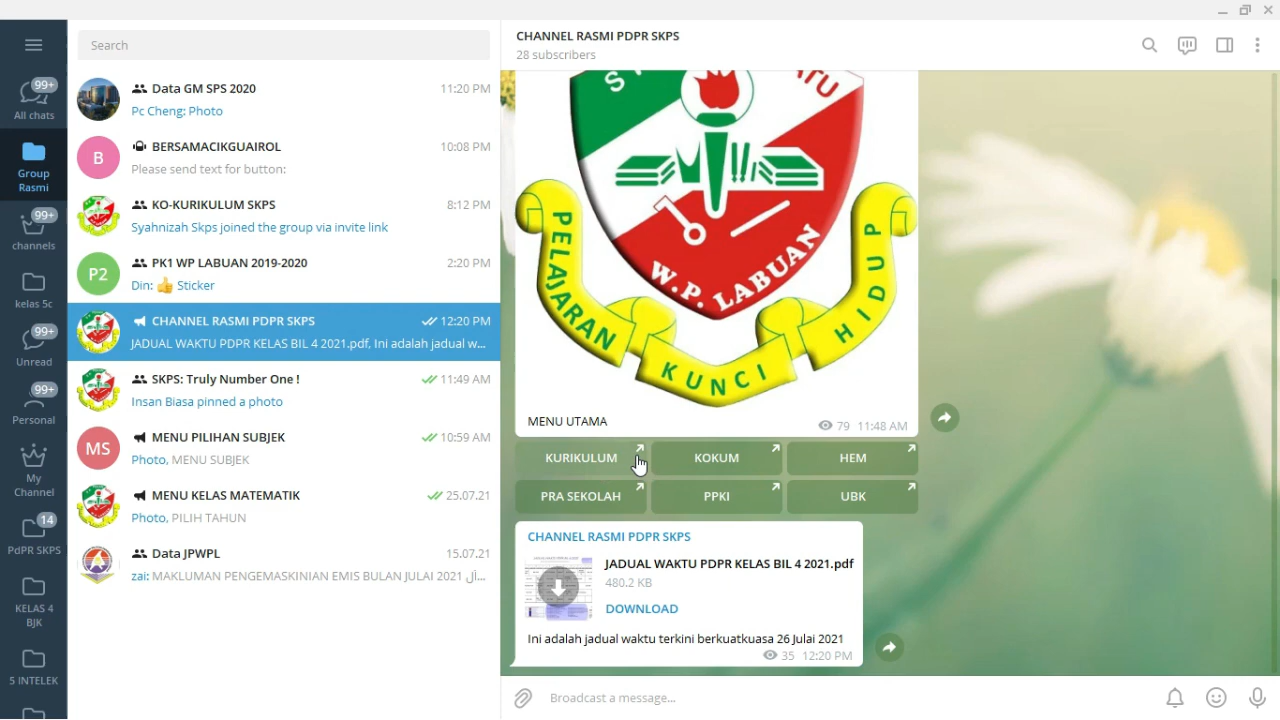 Search
99+
All chats
Group
Rasmi
99+
channels
kelas 5c
99+
Unread
99+
Personal
My
Channel
14
PdPR SKPS
KELAS 4
BJK
5 INTELEK
Data GM SPS 2020 11:20 PM
Pc Cheng: Photo
B
BERSAMACIKGUAIROL 10:08 PM
Please send text for button:
KO-KURIKULUM SKPS 8:12 PM
Syahnizah Skps joined the group via invite link
P2
PK1 WP LABUAN 2019-2020 2:20 PM
Din: 👍 Sticker
CHANNEL RASMI PDPR SKPS 12:20 PM
JADUAL WAKTU PDPR KELAS BIL 4 2021.pdf, Ini adalah jadual w...
SKPS: Truly Number One ! 11:49 AM
Insan Biasa pinned a photo
MS
MENU PILIHAN SUBJEK 10:59 AM
Photo, MENU SUBJEK
MENU KELAS MATEMATIK 25.07.21
Photo, PILIH TAHUN
Data JPWPL 15.07.21
zai: MAKLUMAN PENGEMASKINIAN EMIS BULAN JULAI 2021 ال...
CHANNEL RASMI PDPR SKPS
28 subscribers
W.P. LABUAN
PELAJARAN
KUNCI
HIDUP
MENU UTAMA
79 11:48 AM
KURIKULUM KOKUM HEM
PRA SEKOLAH PPKI UBK
CHANNEL RASMI PDPR SKPS
JADUAL WAKTU PDPR KELAS BIL 4 2021.pdf
480.2 KB
DOWNLOAD
Ini adalah jadual waktu terkini berkuatkuasa 26 Julai 2021
35 12:20 PM
Broadcast a message...